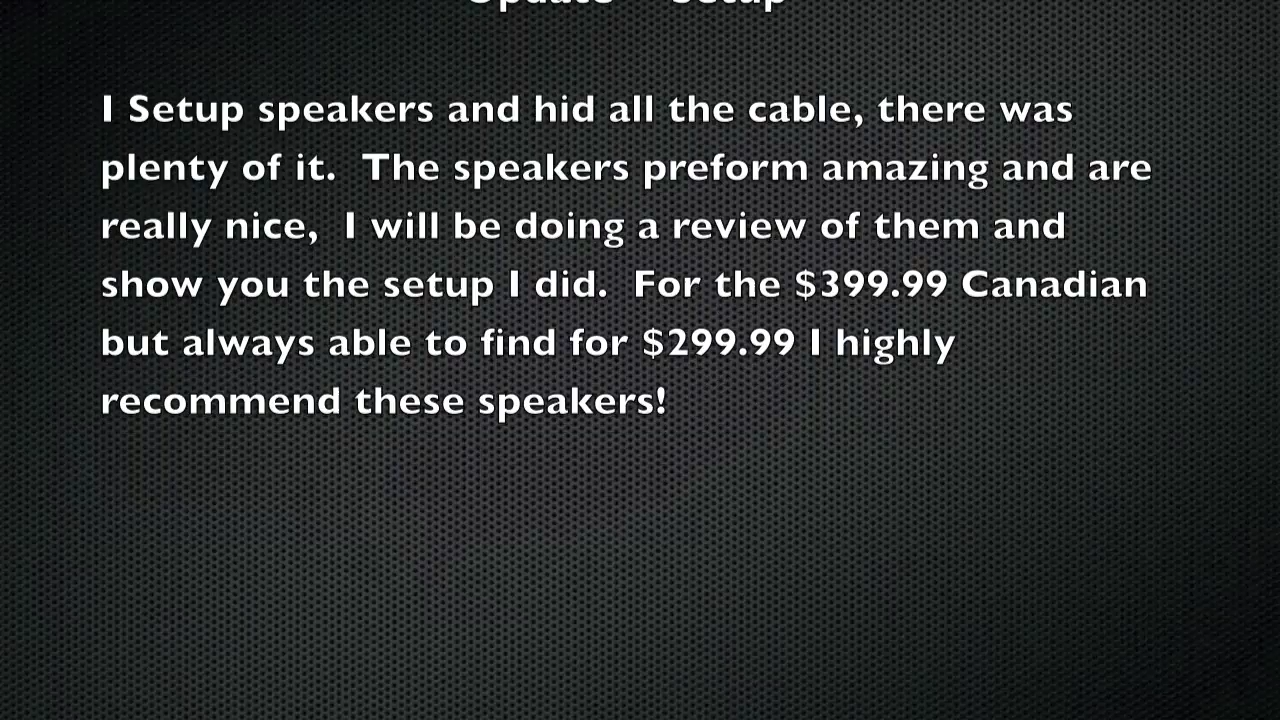 Update Setup
I Setup speakers and hid all the cable, there was
plenty of it.  The speakers preform amazing and are
really nice,  I will be doing a review of them and
show you the setup I did.  For the $399.99 Canadian
but always able to find for $299.99 I highly
recommend these speakers!